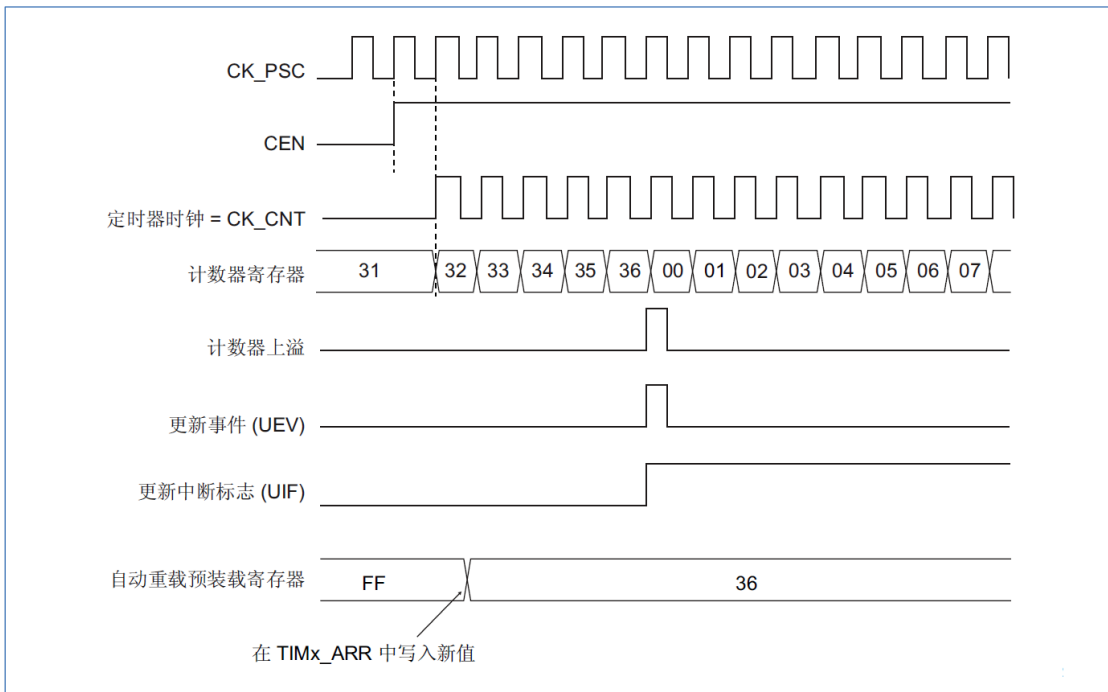 CK_PSC
CEN
定时器时钟 = CK_CNT
计数器寄存器 31 32 33 34 35 36 00 01 02 03 04 05 06 07
计数器上溢
更新事件 (UEV)
更新中断标志 (UIF)
自动重载预装载寄存器 FF 36
在 TIMx_ARR 中写入新值